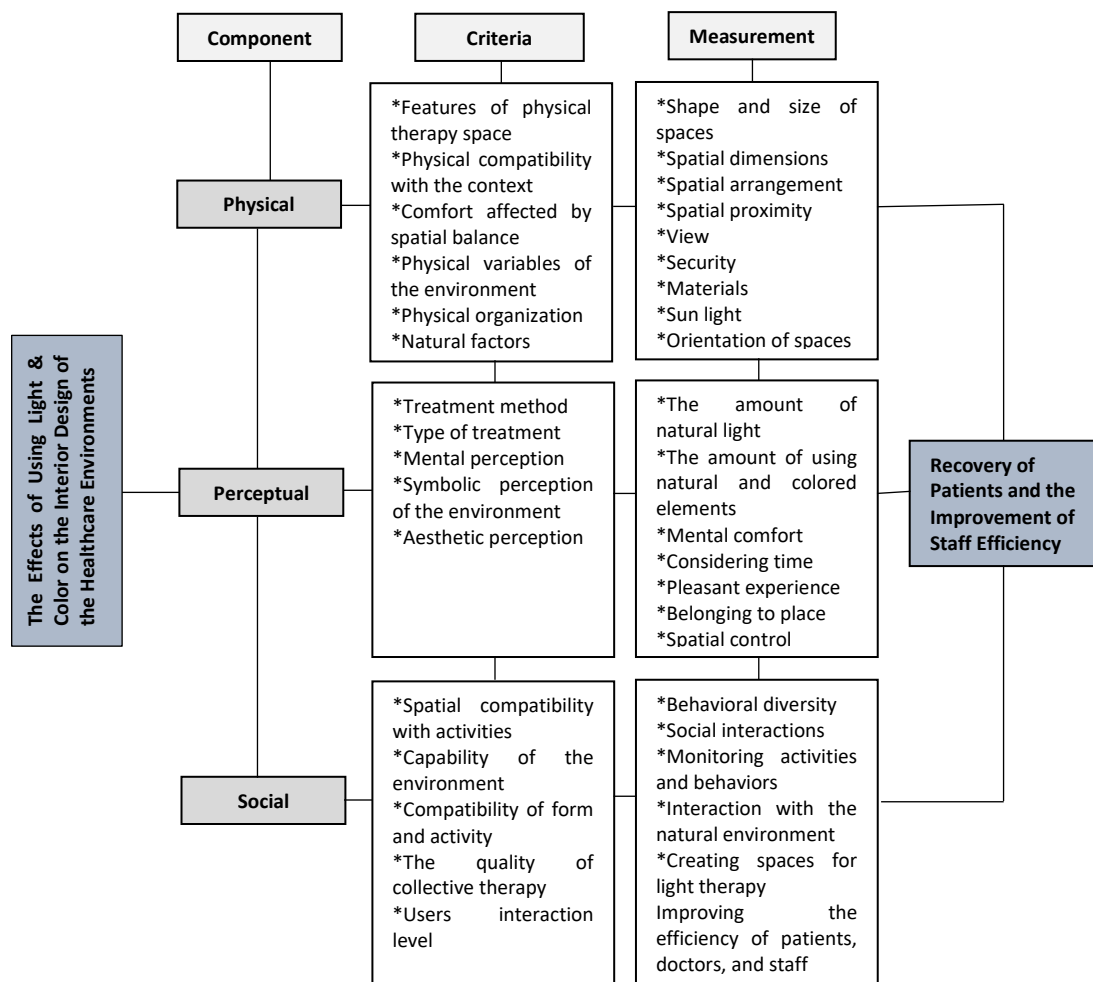 Component
Criteria
Measurement
The Effects of Using Light &
Color on the Interior Design of
the Healthcare Environments
Physical
*Features of physical
therapy space
*Physical compatibility
with the context
*Comfort affected by
spatial balance
*Physical variables of
the environment
*Physical organization
*Natural factors
*Shape and size of
spaces
*Spatial dimensions
*Spatial arrangement
*Spatial proximity
*View
*Security
*Materials
*Sun light
*Orientation of spaces
Perceptual
*Treatment method
*Type of treatment
*Mental perception
*Symbolic perception
of the environment
*Aesthetic perception
*The amount of
natural light
*The amount of using
natural and colored
elements
*Mental comfort
*Considering time
*Pleasant experience
*Belonging to place
*Spatial control
Social
*Spatial compatibility
with activities
*Capability of the
environment
*Compatibility of form
and activity
*The quality of
collective therapy
*Users interaction
level
*Behavioral diversity
*Social interactions
*Monitoring activities
and behaviors
*Interaction with the
natural environment
*Creating spaces for
light therapy
Improving the
efficiency of patients,
doctors, and staff
Recovery of
Patients and the
Improvement of
Staff Efficiency